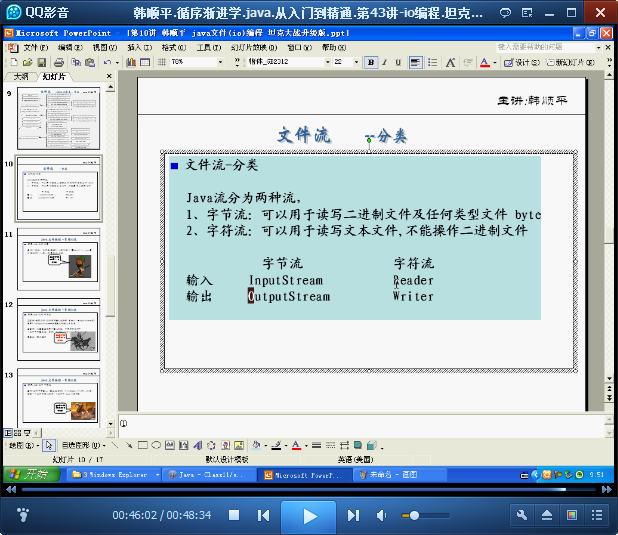 QQ影音
韩顺平.循序渐进学.java.从入门到精通.第43讲-io编程.坦克
Microsoft PowerPoint - [第10讲 韩顺平 java文件(io)编程 坦克大战升级版.ppt]
文件(F) 编辑(E) 视图(V) 插入(I) 格式(O) 工具(T) 幻灯片放映(D) 窗口(W) 帮助(H)
键入需要帮助的问题
76%
22
B
I
U
S
设计(S)
新幻灯片(N)
大纲
幻灯片
9
10
11
12
13
主讲:韩顺平
文件流 --分类
文件流-分类
Java流分为两种流,
1、字节流: 可以用于读写二进制文件及任何类型文件 byte
2、字符流: 可以用于读写文本文件,不能操作二进制文件
字节流 字符流
输入 InputStream Reader
输出 OutputStream Writer
绘图(R)
自选图形(U)
幻灯片 10 / 17
默认设计模板
英语(美国)
开始
3 Windows Explorer
Java - Class11/s...
Microsoft PowerP...
未命名 - 画图
9:51
00:46:02 / 00:48:34